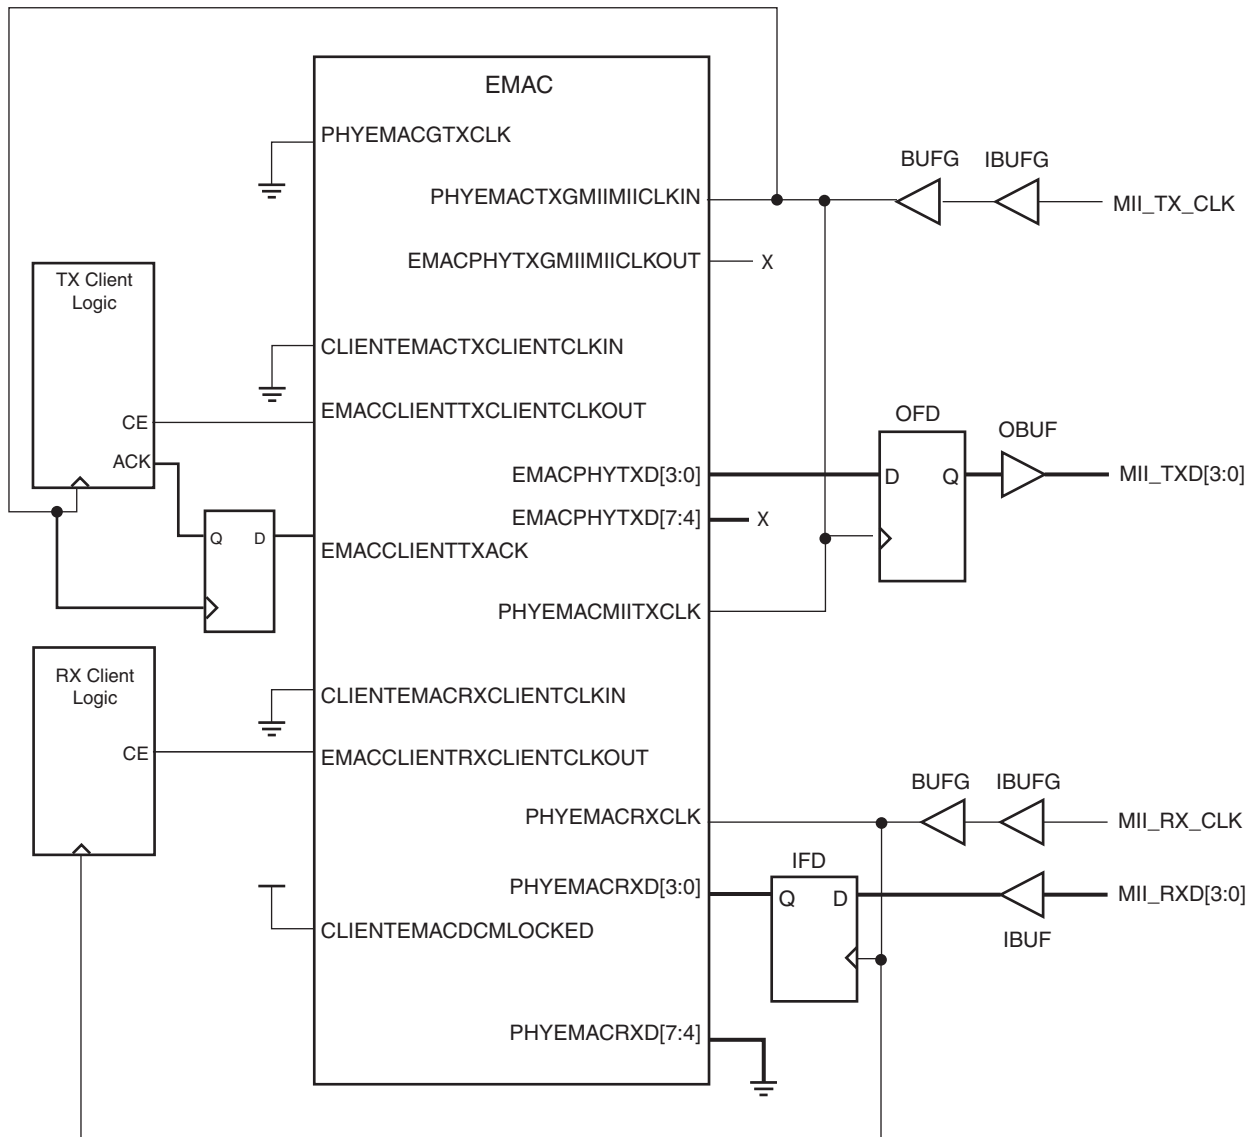 EMAC
PHYEMACGTXCLK
BUFG
IBUFG
PHYEMACTXGMIIMIICLKIN
MII_TX_CLK
EMACPHYTXGMIIMIICLKOUT
X
TX Client
Logic
CLIENTEMACTXCLIENTCLKIN
CE
EMACCLIENTTXCLIENTCLKOUT
OFD
OBUF
ACK
EMACPHYTXD[3:0]
D
Q
MII_TXD[3:0]
EMACPHYTXD[7:4]
X
Q
D
EMACCLIENTTXACK
PHYEMACMIITXCLK
RX Client
Logic
CLIENTEMACRXCLIENTCLKIN
CE
EMACCLIENTRXCLIENTCLKOUT
BUFG
IBUFG
PHYEMACRXCLK
MII_RX_CLK
IFD
PHYEMACRXD[3:0]
Q
D
MII_RXD[3:0]
CLIENTEMACDCMLOCKED
IBUF
PHYEMACRXD[7:4]